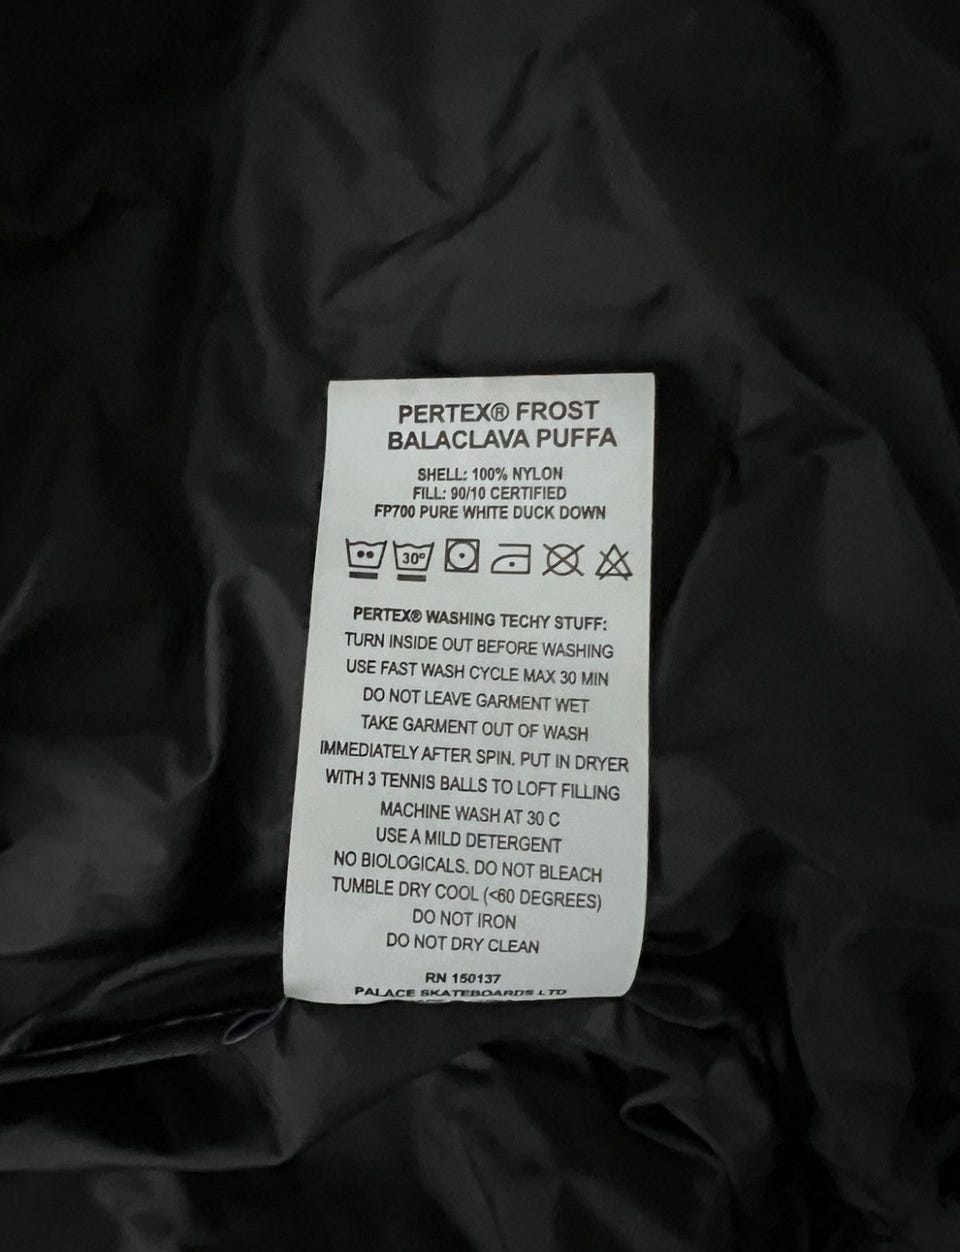 PERTEX® FROST
BALACLAVA PUFFA
SHELL: 100% NYLON
FILL: 90/10 CERTIFIED
FP700 PURE WHITE DUCK DOWN
30°
PERTEX® WASHING TECHY STUFF:
TURN INSIDE OUT BEFORE WASHING
USE FAST WASH CYCLE MAX 30 MIN
DO NOT LEAVE GARMENT WET
TAKE GARMENT OUT OF WASH
IMMEDIATELY AFTER SPIN. PUT IN DRYER
WITH 3 TENNIS BALLS TO LOFT FILLING
MACHINE WASH AT 30 C
USE A MILD DETERGENT
NO BIOLOGICALS. DO NOT BLEACH
TUMBLE DRY COOL (<60 DEGREES)
DO NOT IRON
DO NOT DRY CLEAN
RN 150137
PALACE SKATEBOARDS LTD